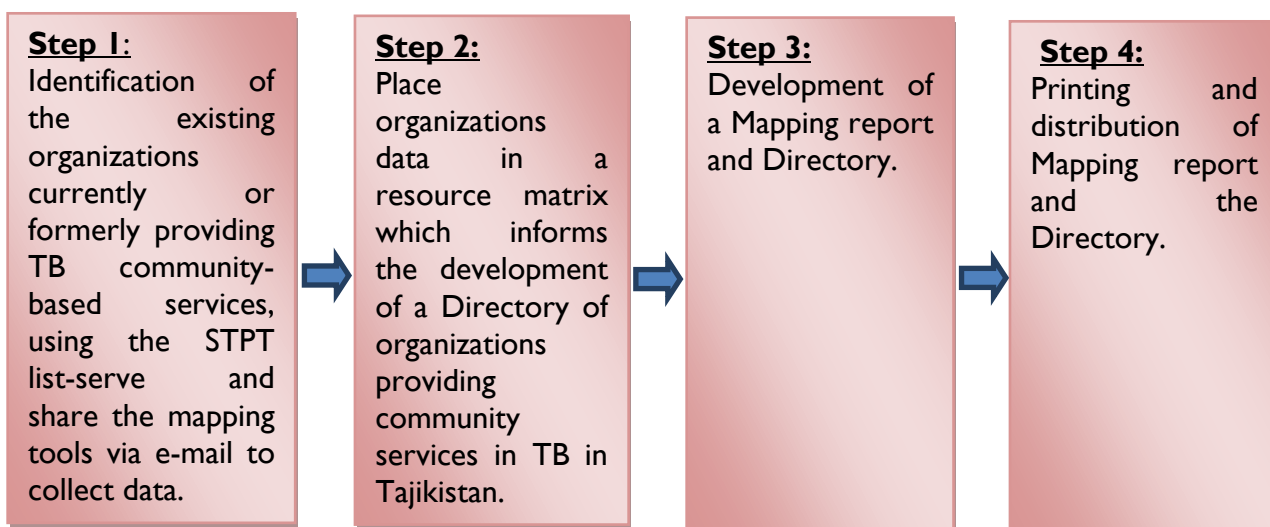 Step 1:
Identification of
the existing
organizations
currently or
formerly providing
TB community-
based services,
using the STPT
list-serve and
share the mapping
tools via e-mail to
collect data.
Step 2:
Place
organizations
data in a
resource matrix
which informs
the development
of a Directory of
organizations
providing
community
services in TB in
Tajikistan.
Step 3:
Development of
a Mapping report
and Directory.
Step 4:
Printing and
distribution of
Mapping report
and the
Directory.